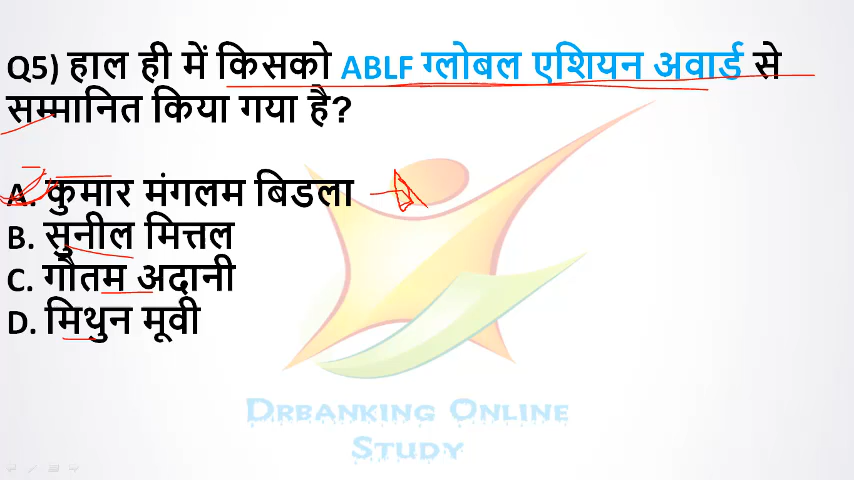 Q5) हाल ही में किसको ABLF ग्लोबल एशियन अवार्ड से
सम्मानित किया गया है?
A. कुमार मंगलम बिडला
B. सुनील मित्तल
C. गौतम अदानी
D. मिथुन मूवी
DRBANKING ONLINE
STUDY